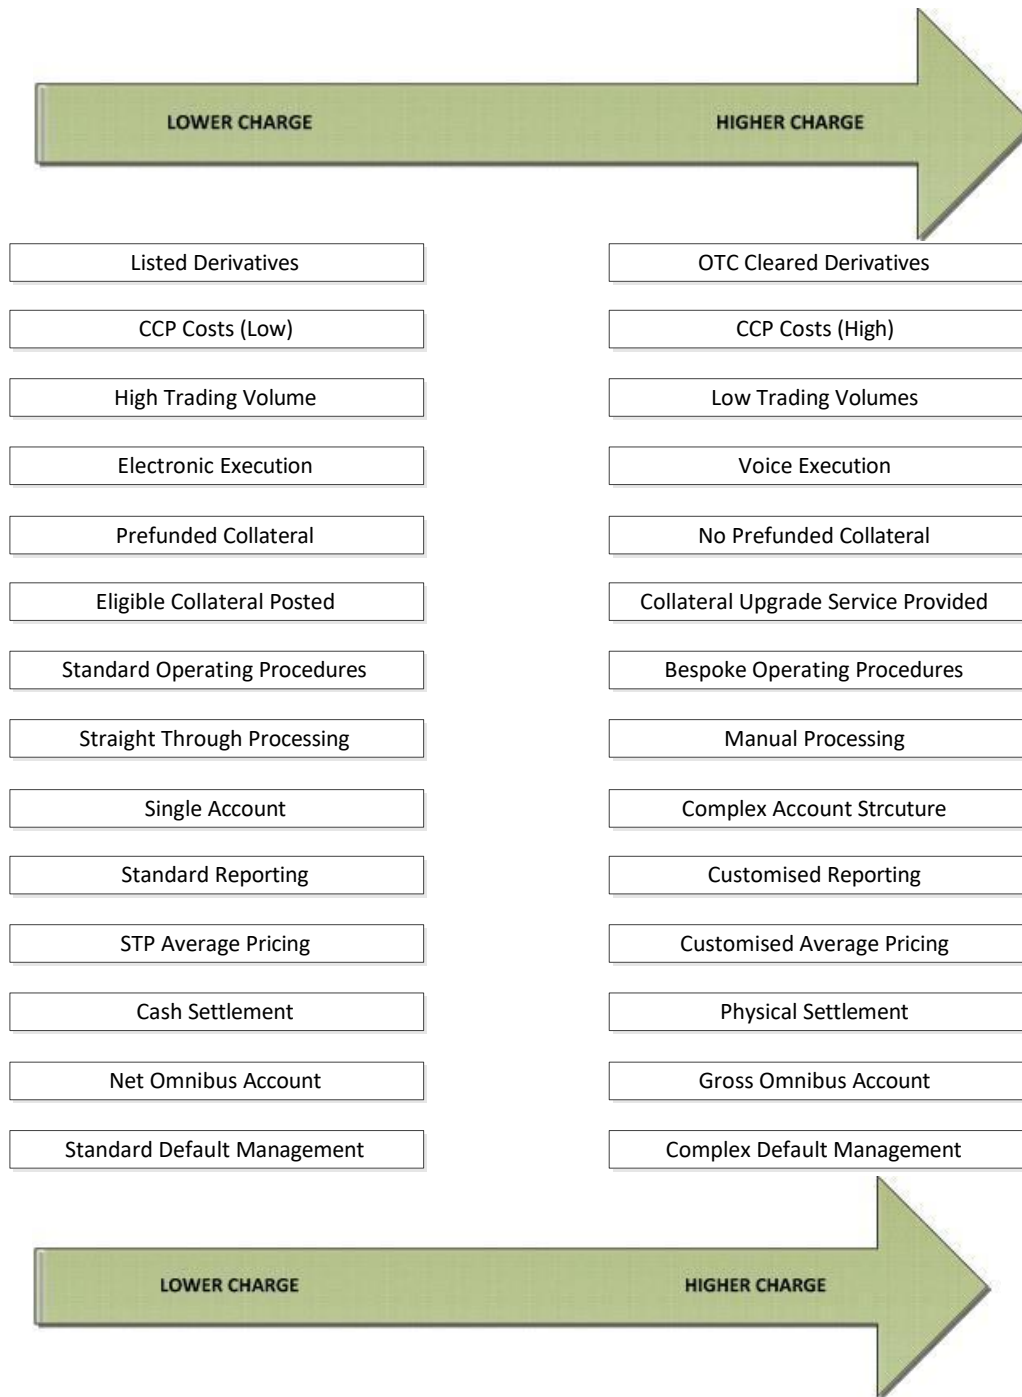 LOWER CHARGE HIGHER CHARGE
Listed Derivatives OTC Cleared Derivatives
CCP Costs (Low) CCP Costs (High)
High Trading Volume Low Trading Volumes
Electronic Execution Voice Execution
Prefunded Collateral No Prefunded Collateral
Eligible Collateral Posted Collateral Upgrade Service Provided
Standard Operating Procedures Bespoke Operating Procedures
Straight Through Processing Manual Processing
Single Account Complex Account Strcuture
Standard Reporting Customised Reporting
STP Average Pricing Customised Average Pricing
Cash Settlement Physical Settlement
Net Omnibus Account Gross Omnibus Account
Standard Default Management Complex Default Management
LOWER CHARGE HIGHER CHARGE